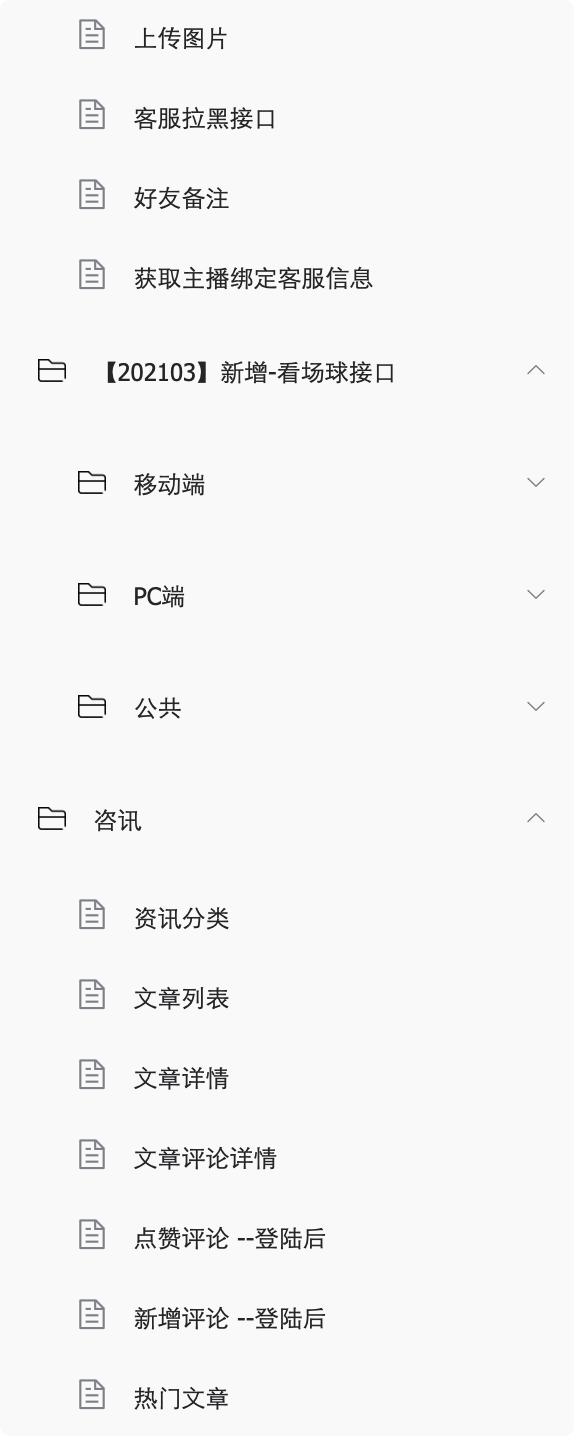 上传图片
客服拉黑接口
好友备注
获取主播绑定客服信息
【202103】新增-看场球接口
移动端
PC端
公共
咨讯
资讯分类
文章列表
文章详情
文章评论详情
点赞评论 --登陆后
新增评论 --登陆后
热门文章